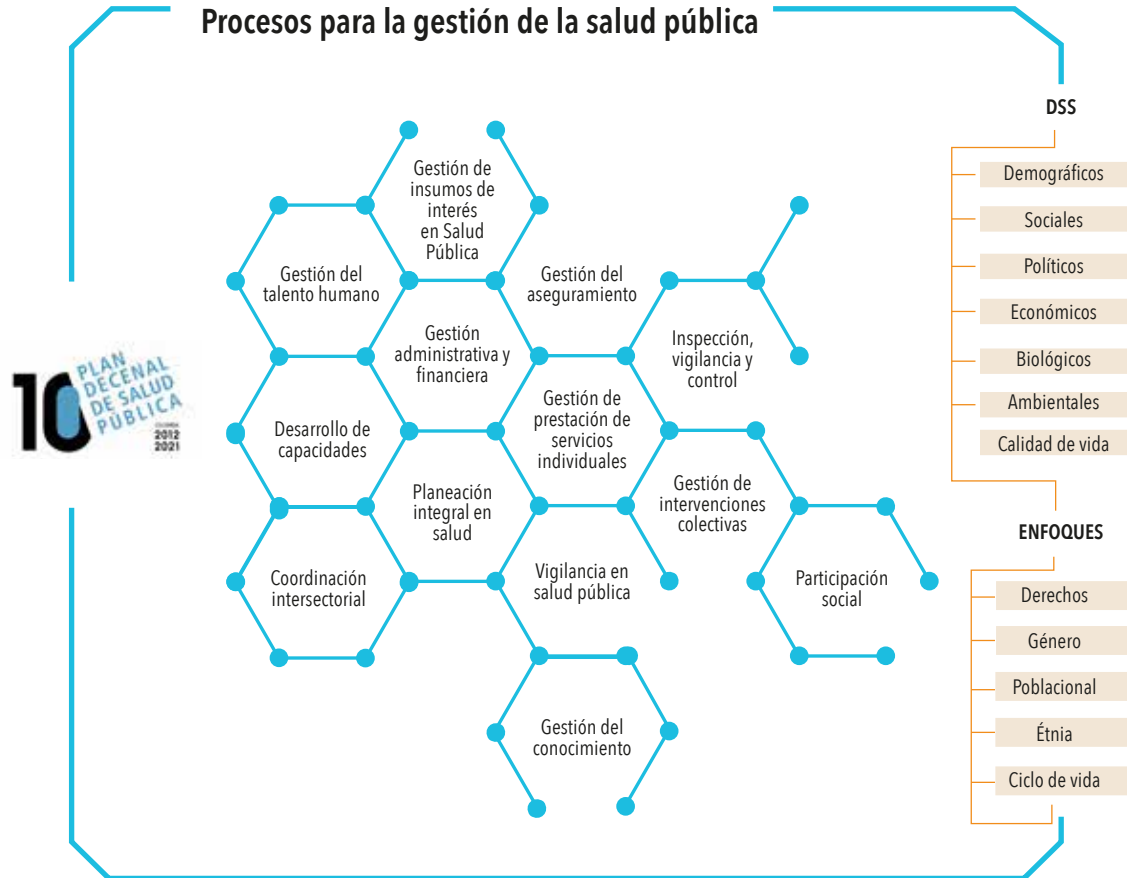 Procesos para la gestión de la salud pública
Gestión de
insumos de
interés
en Salud
Pública
Gestión del
talento humano
Gestión del
aseguramiento
Gestión
administrativa y
financiera
Inspección,
vigilancia y
control
Desarrollo de
capacidades
Gestión de
prestación de
servicios
individuales
Planeación
integral en
salud
Gestión de
intervenciones
colectivas
Coordinación
intersectorial
Vigilancia en
salud pública
Participación
social
Gestión del
conocimiento
10
PLAN
DECENAL
DE SALUD
PÚBLICA
COLOMBIA
2012
2021
DSS
Demográficos
Sociales
Políticos
Económicos
Biológicos
Ambientales
Calidad de vida
ENFOQUES
Derechos
Género
Poblacional
Étnia
Ciclo de vida